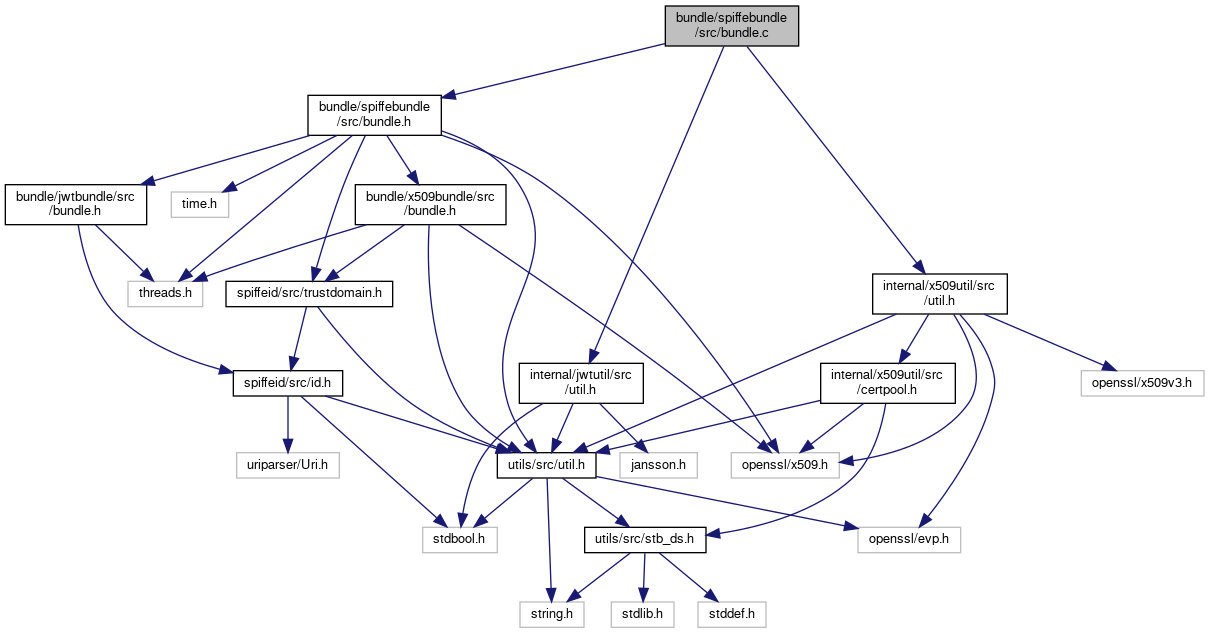 bundle/spiffebundle
/src/bundle.c
bundle/spiffebundle
/src/bundle.h
bundle/jwtbundle/src
/bundle.h
time.h
bundle/x509bundle/src
/bundle.h
threads.h
spiffeid/src/trustdomain.h
internal/x509util/src
/util.h
spiffeid/src/id.h
internal/jwtutil/src
/util.h
internal/x509util/src
/certpool.h
openssl/x509v3.h
uriparser/Uri.h
utils/src/util.h
jansson.h
openssl/x509.h
stdbool.h
utils/src/stb_ds.h
openssl/evp.h
string.h
stdlib.h
stddef.h